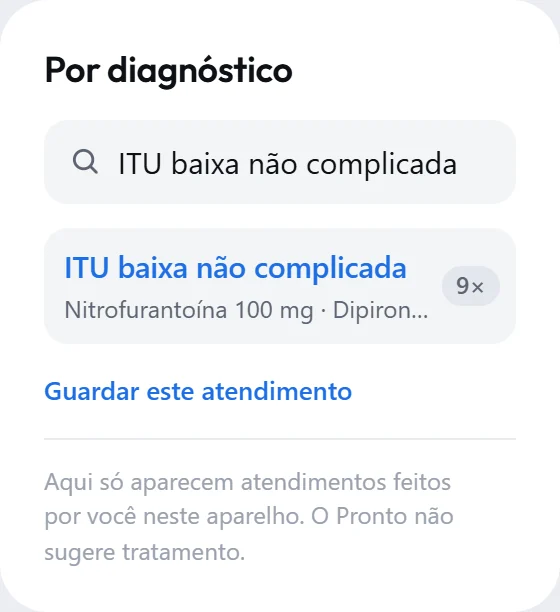 Por diagnóstico
ITU baixa não complicada
ITU baixa não complicada
9×
Nitrofurantoína 100 mg · Dipiron...
Guardar este atendimento
Aqui só aparecem atendimentos feitos
por você neste aparelho. O Pronto não
sugere tratamento.